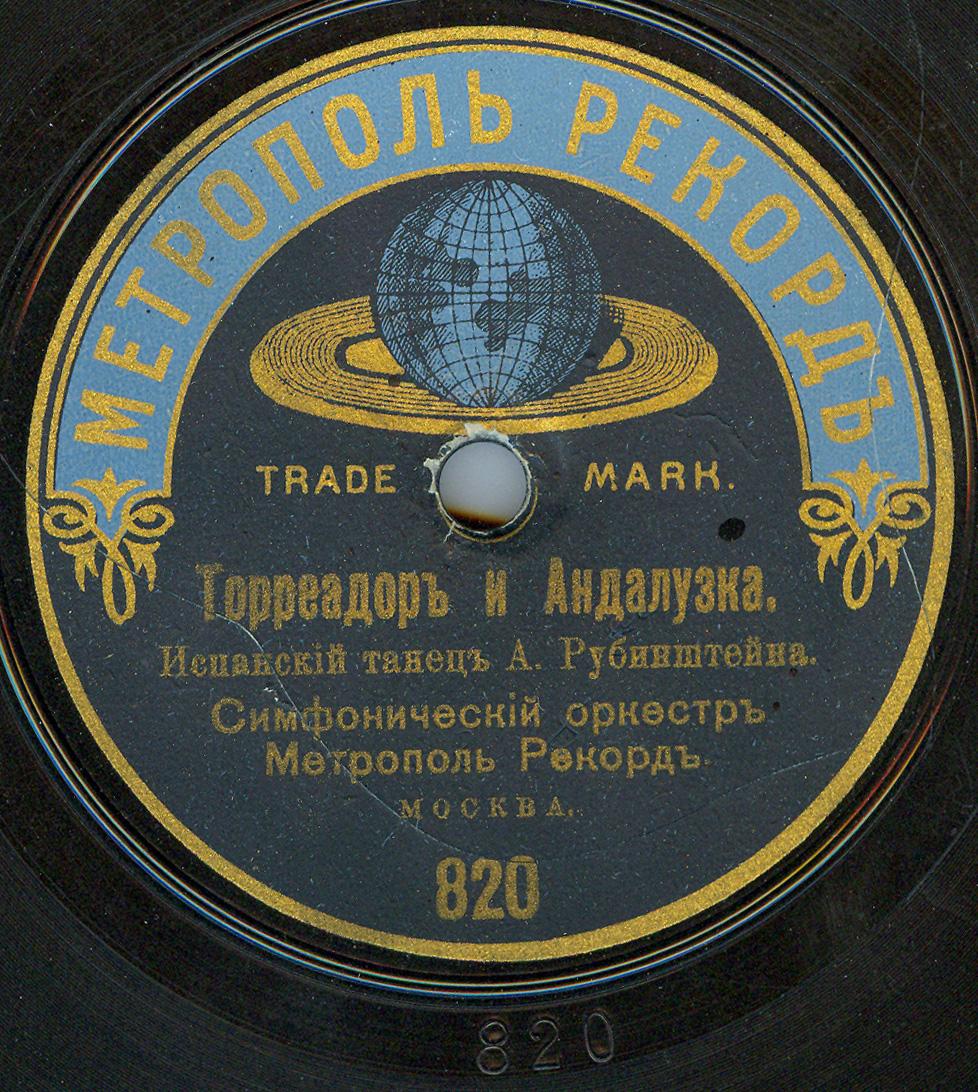 МЕТРОПОЛЬ РЕКОРДЪ
TRADE MARK.
Торреадоръ и Андалузка.
Испанскій танецъ А. Рубинштейна.
Симфоническій оркестръ
Метрополь Рекордъ.
МОСКВА.
820
820